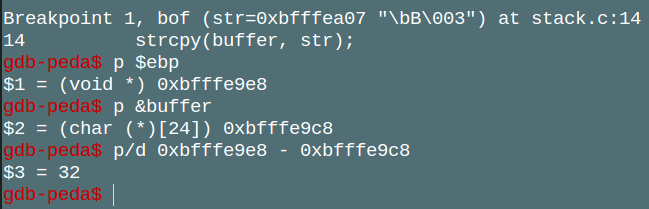 Breakpoint 1, bof (str=0xbfffea07 "\bB\003") at stack.c:14
14          strcpy(buffer, str);
gdb-peda$ p $ebp
$1 = (void *) 0xbfffe9e8
gdb-peda$ p &buffer
$2 = (char (*)[24]) 0xbfffe9c8
gdb-peda$ p/d 0xbfffe9e8 - 0xbfffe9c8
$3 = 32
gdb-peda$